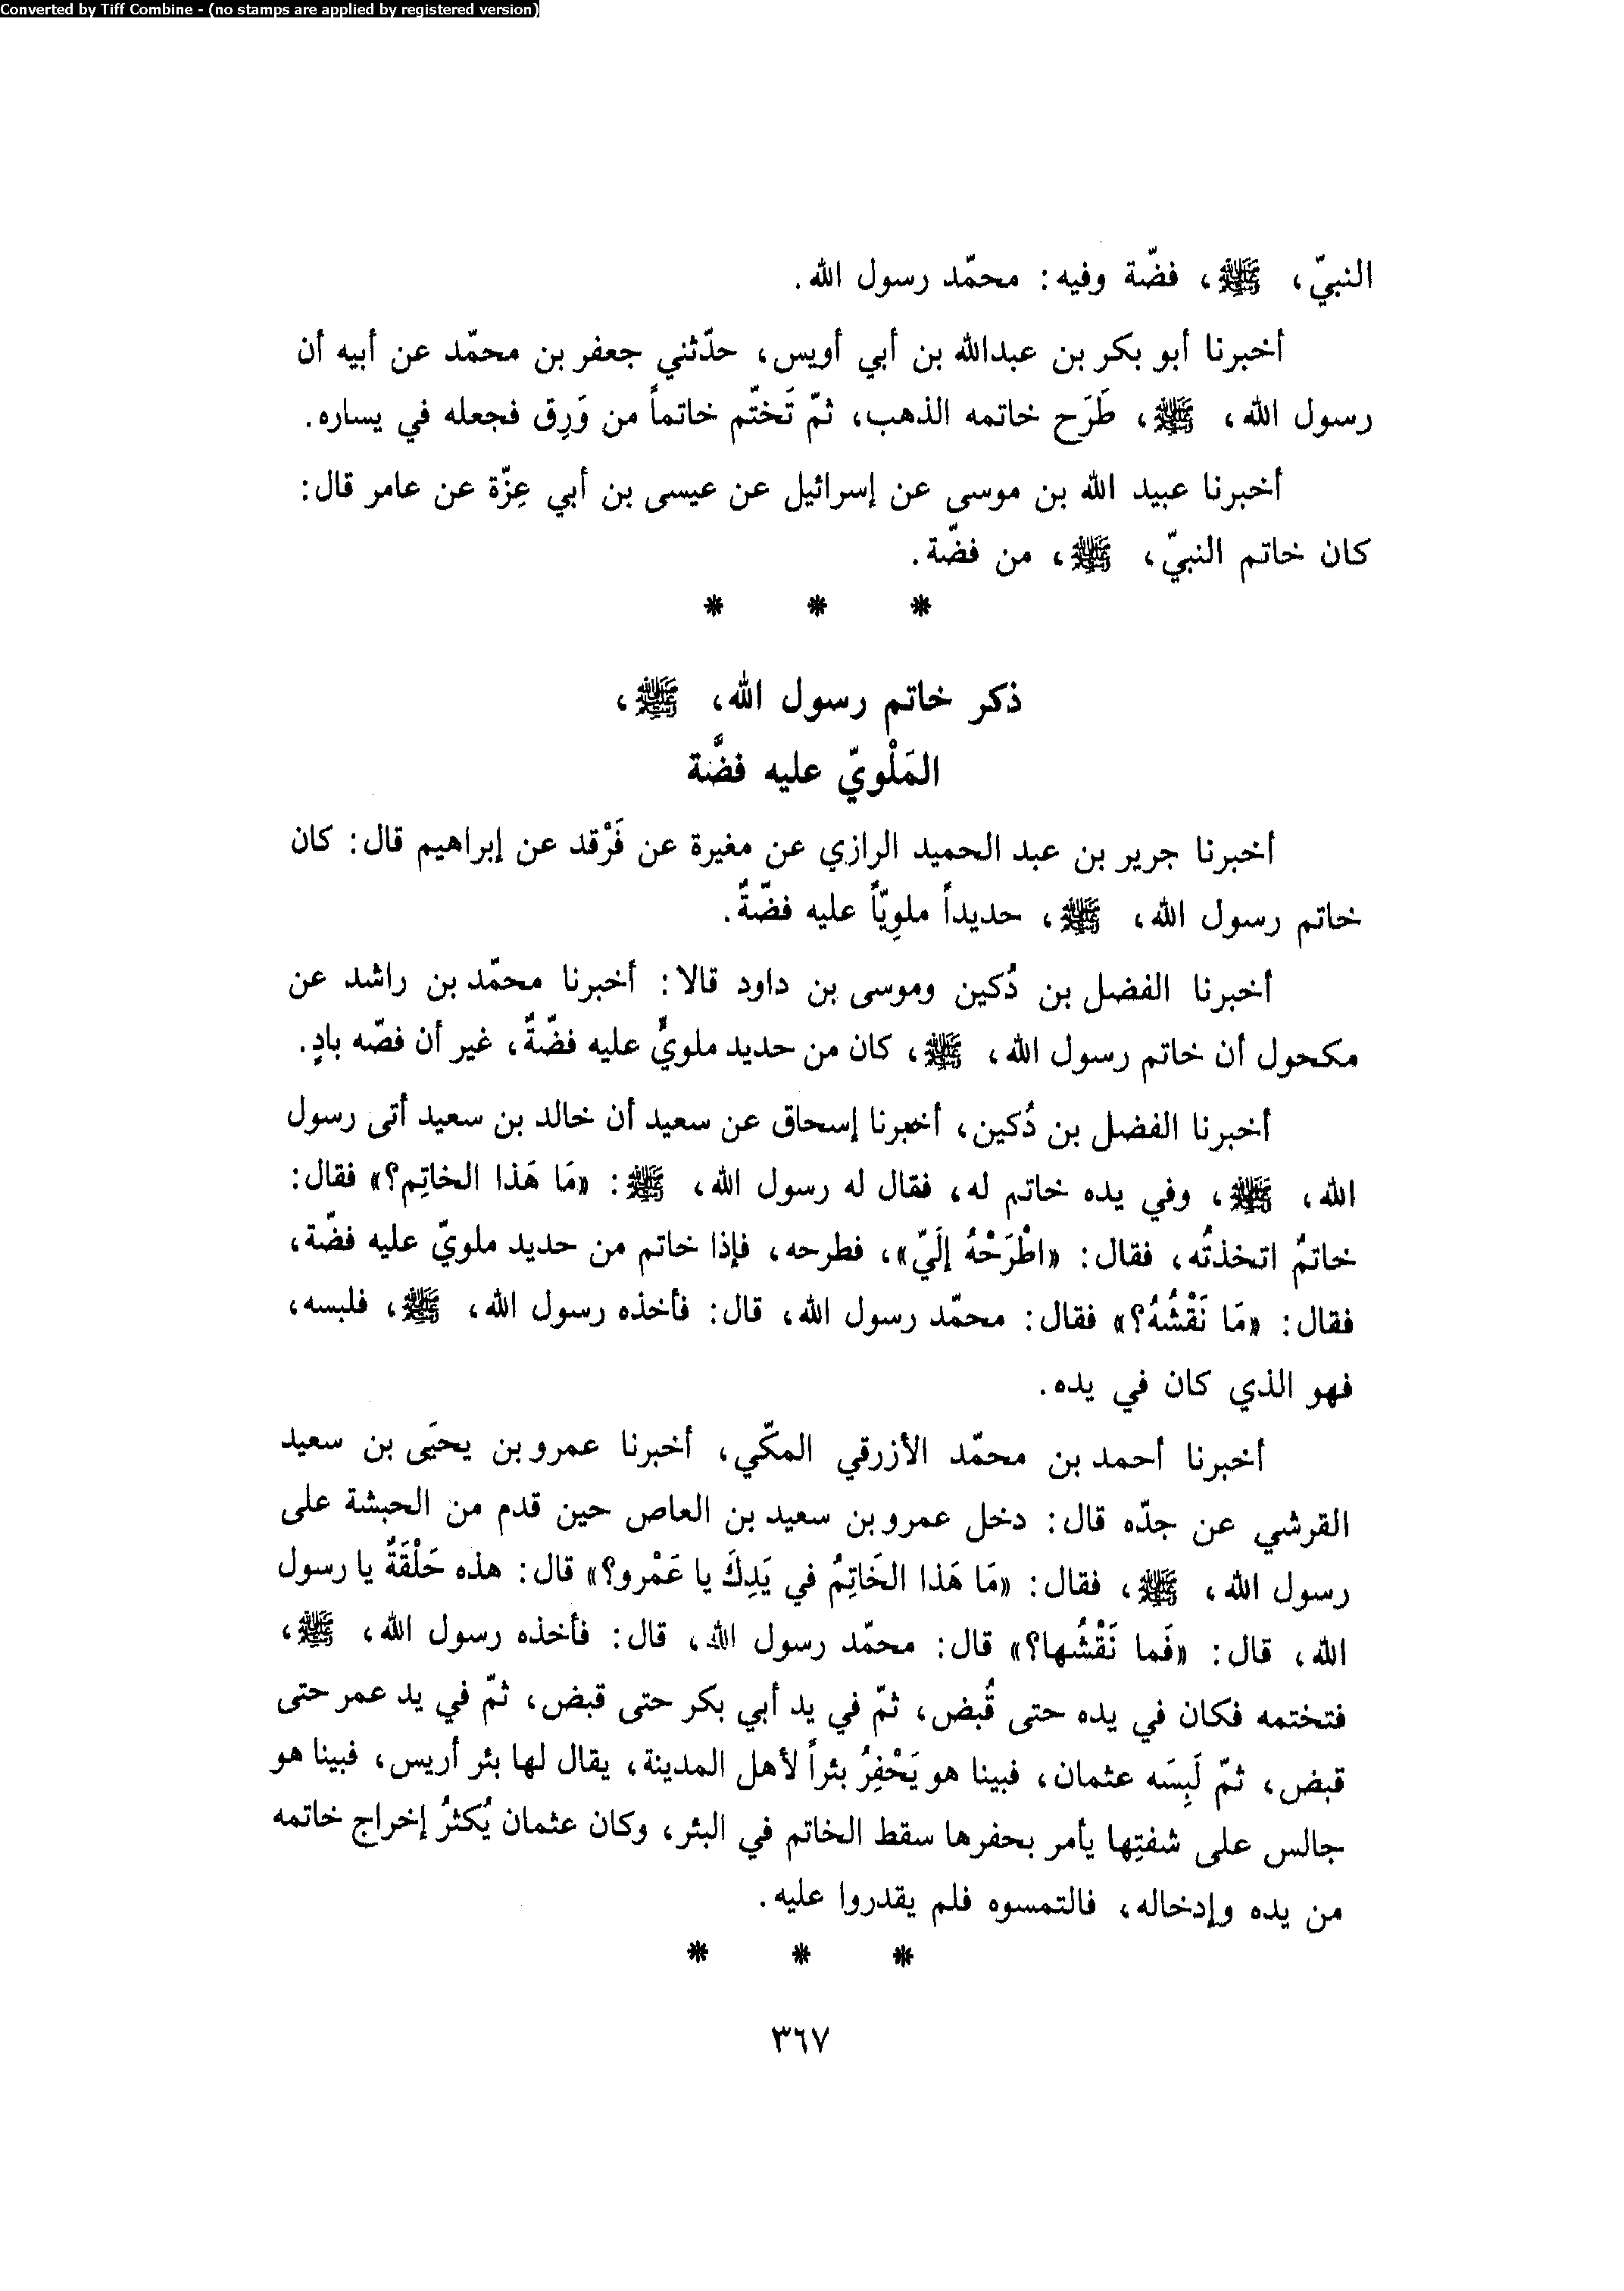 Converted by Tiff Combine - (no stamps are applied by registered version)
النبيّ، ﷺ، فضّة وفيه: محمّد رسول الله.
أخبرنا أبو بكر بن عبدالله بن أبي أويس، حدّثني جعفر بن محمّد عن أبيه أن
رسول الله، ﷺ، طَرَح خاتمه الذهب، ثمّ تَختّم خاتماً من وَرِق فجعله في يساره.
أخبرنا عبيد الله بن موسى عن إسرائيل عن عيسى بن أبي عِزّة عن عامر قال:
كان خاتم النبيّ، ﷺ، من فضّة.
* * *
ذكر خاتم رسول الله، ﷺ،
المَلْويّ عليه فضَّة
أخبرنا جرير بن عبد الحميد الرازي عن مغيرة عن فَرْقد عن إبراهيم قال: كان
خاتم رسول الله، ﷺ، حديداً ملوِيّاً عليه فضّةٌ.
أخبرنا الفضل بن دُكين وموسى بن داود قالا: أخبرنا محمّد بن راشد عن
مكحول أن خاتم رسول الله، ﷺ، كان من حديد ملويٌّ عليه فضّةٌ، غير أن فصّه بادٍ.
أخبرنا الفضل بن دُكين، أخبرنا إسحاق عن سعيد أن خالد بن سعيد أتى رسول
الله، ﷺ، وفي يده خاتم له، فقال له رسول الله، ﷺ: «مَا هَذا الخاتِم؟» فقال:
خاتمٌ اتخذتُه، فقال: «اطْرَحْهُ إلَيّ»، فطرحه، فإذا خاتم من حديد ملويّ عليه فضّة،
فقال: «مَا نَقْشُهُ؟» فقال: محمّد رسول الله، قال: فأخذه رسول الله، ﷺ، فلبسه،
فهو الذي كان في يده.
أخبرنا أحمد بن محمّد الأزرقي المكّي، أخبرنا عمرو بن يحيَى بن سعيد
القرشي عن جدّه قال: دخل عمرو بن سعيد بن العاص حين قدم من الحبشة على
رسول الله، ﷺ، فقال: «مَا هَذا الخَاتِمُ في يَدِكَ يا عَمْرو؟» قال: هذه حَلْقَةٌ يا رسول
الله، قال: «فَما نَقْشُها؟» قال: محمّد رسول الله، قال: فأخذه رسول الله، ﷺ،
فتختمه فكان في يده حتى قُبض، ثمّ في يد أبي بكر حتى قبض، ثمّ في يد عمر حتى
قبض، ثمّ لَبِسَه عثمان، فبينا هو يَحْفِرُ بئراً لأهل المدينة، يقال لها بئر أريس، فبينا هو
جالس على شفتِها يأمر بحفرها سقط الخاتم في البئر، وكان عثمان يُكثرُ إخراج خاتمه
من يده وإدخاله، فالتمسوه فلم يقدروا عليه.
* * *
٣٦٧